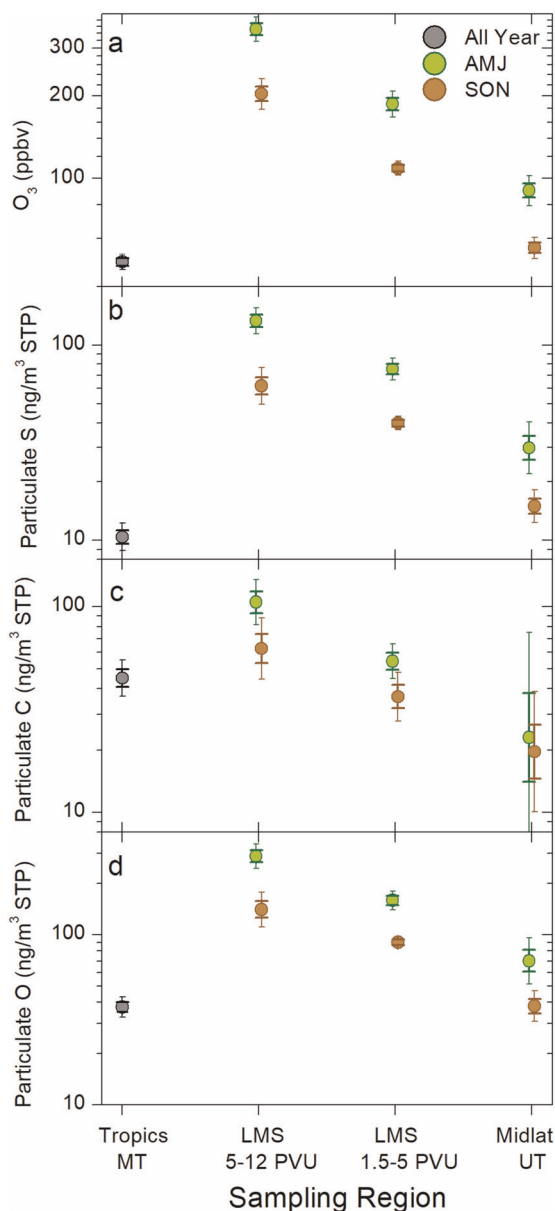 a
All Year
AMJ
SON
300
200
100
O₃ (ppbv)
b
100
10
Particulate S (ng/m³ STP)
c
100
10
Particulate C (ng/m³ STP)
d
100
10
Particulate O (ng/m³ STP)
Tropics LMS LMS Midlat
MT 5-12 PVU 1.5-5 PVU UT
Sampling Region